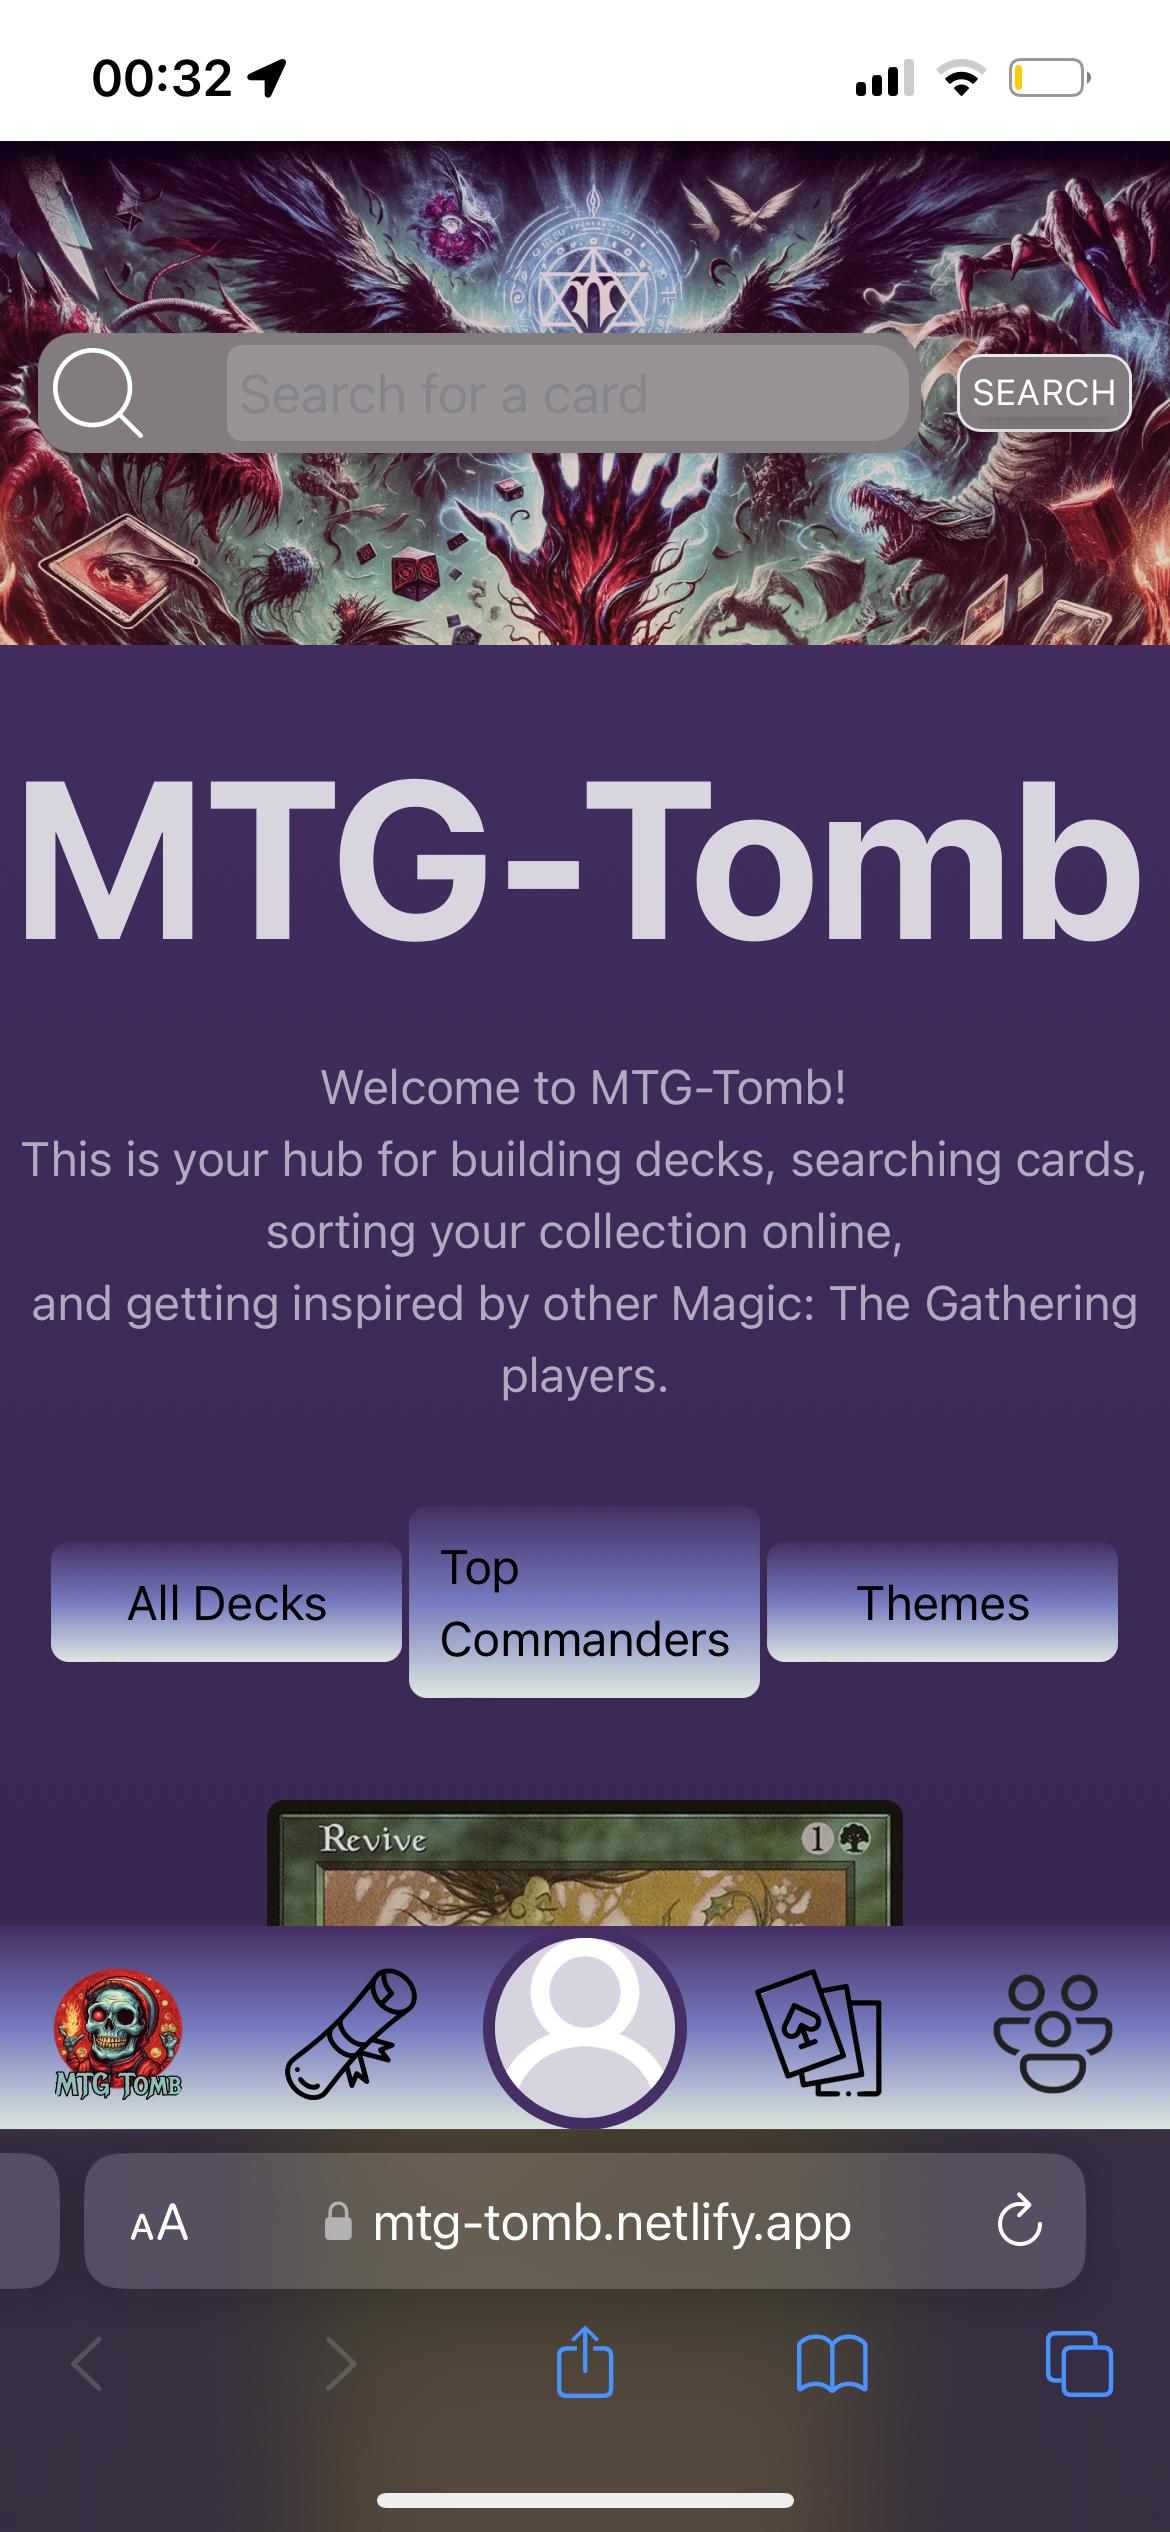 00:32
Search for a card
SEARCH
MTG-Tomb
Welcome to MTG-Tomb!
This is your hub for building decks, searching cards,
sorting your collection online,
and getting inspired by other Magic: The Gathering
players.
All Decks
Top
Commanders
Themes
Revive
1
MTG TOMB
AA
mtg-tomb.netlify.app